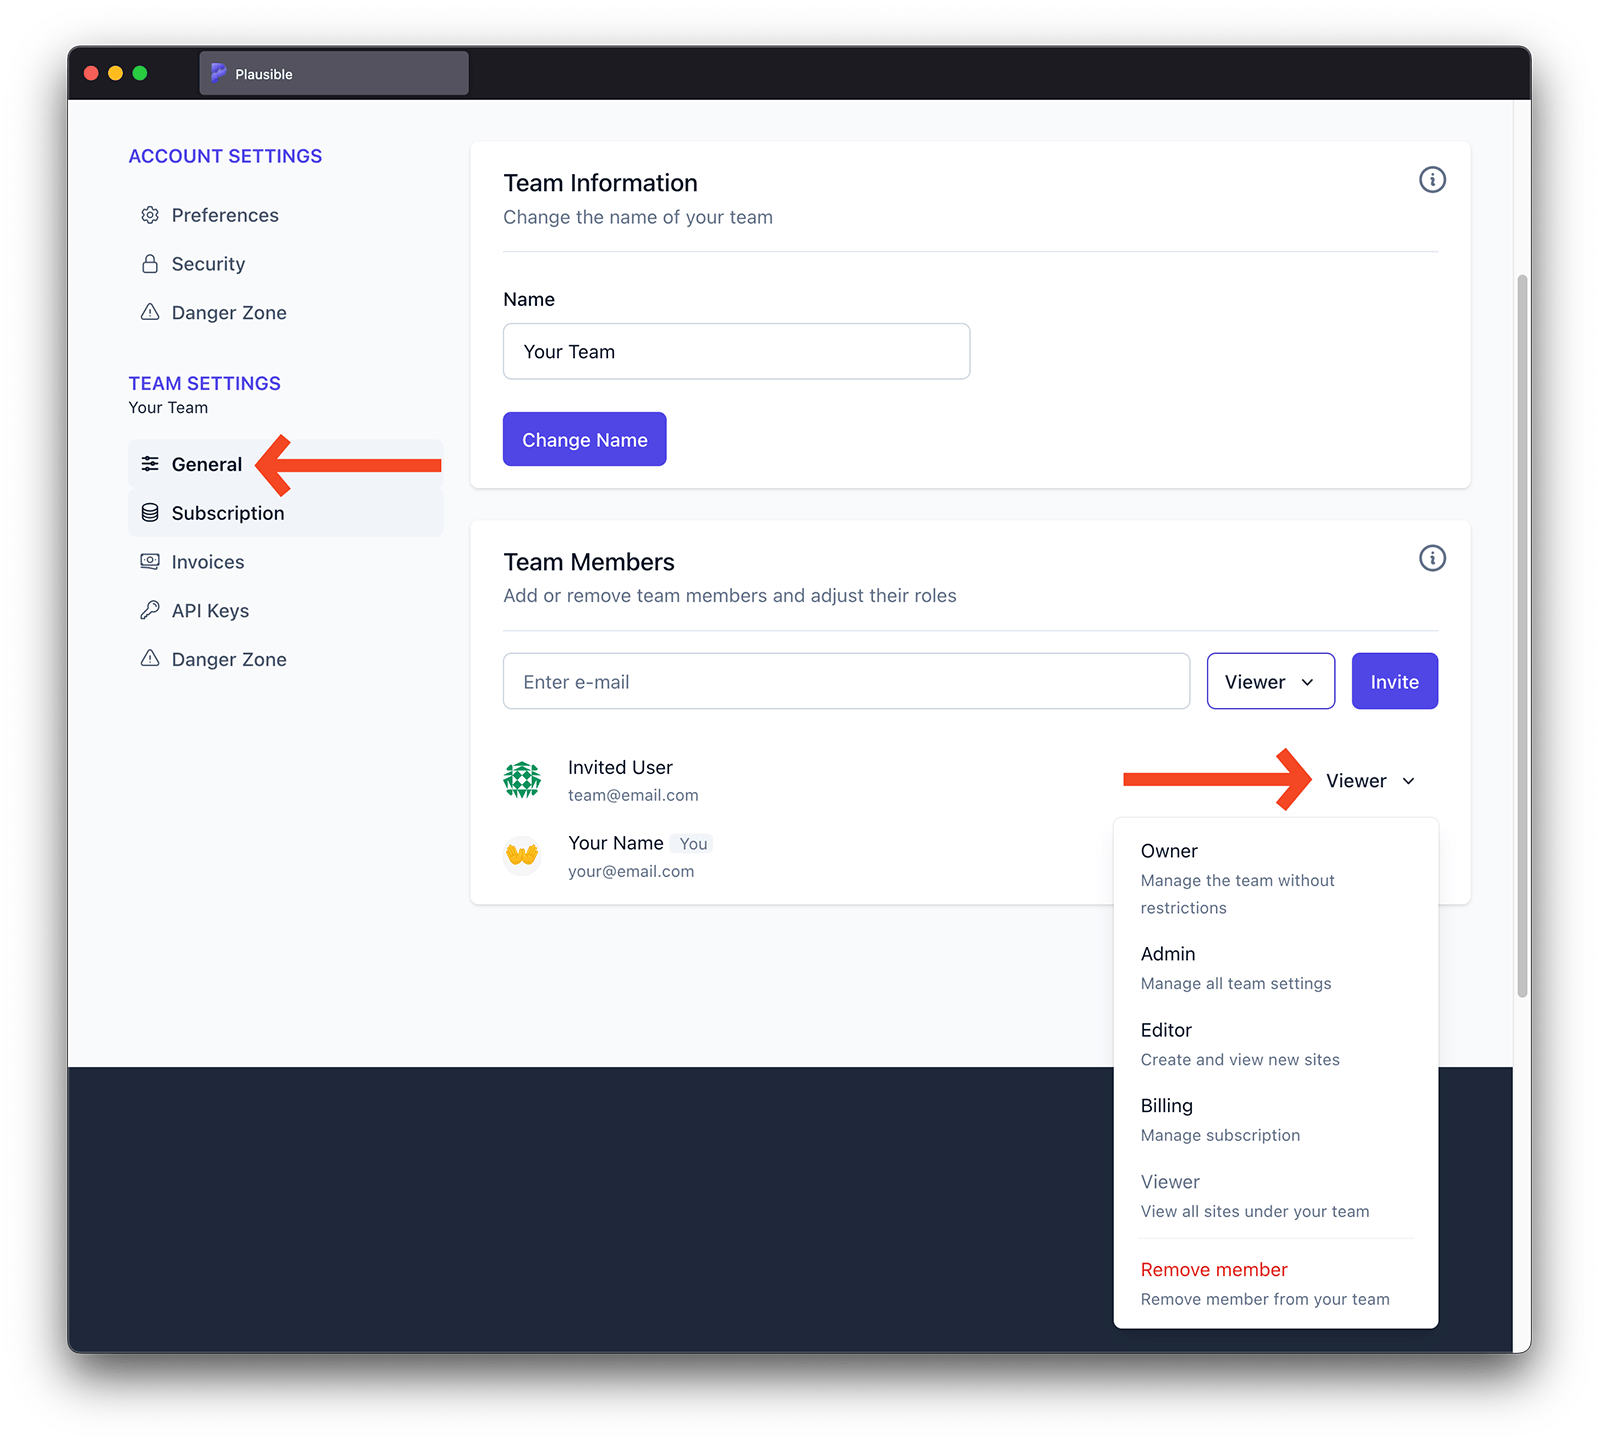 Plausible
ACCOUNT SETTINGS
Preferences
Security
Danger Zone
TEAM SETTINGS
Your Team
General
Subscription
Invoices
API Keys
Danger Zone
Team Information
Change the name of your team
Name
Your Team
Change Name
Team Members
Add or remove team members and adjust their roles
Enter e-mail
Viewer
Invite
Invited User
team@email.com
Viewer
Your Name You
your@email.com
Owner
Manage the team without
restrictions
Admin
Manage all team settings
Editor
Create and view new sites
Billing
Manage subscription
Viewer
View all sites under your team
Remove member
Remove member from your team